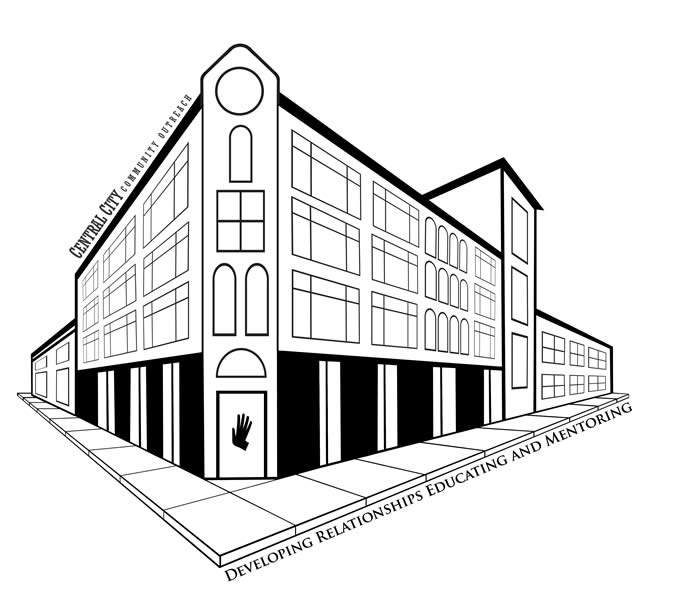 Central City Community Outreach
Developing Relationships Educating and Mentoring